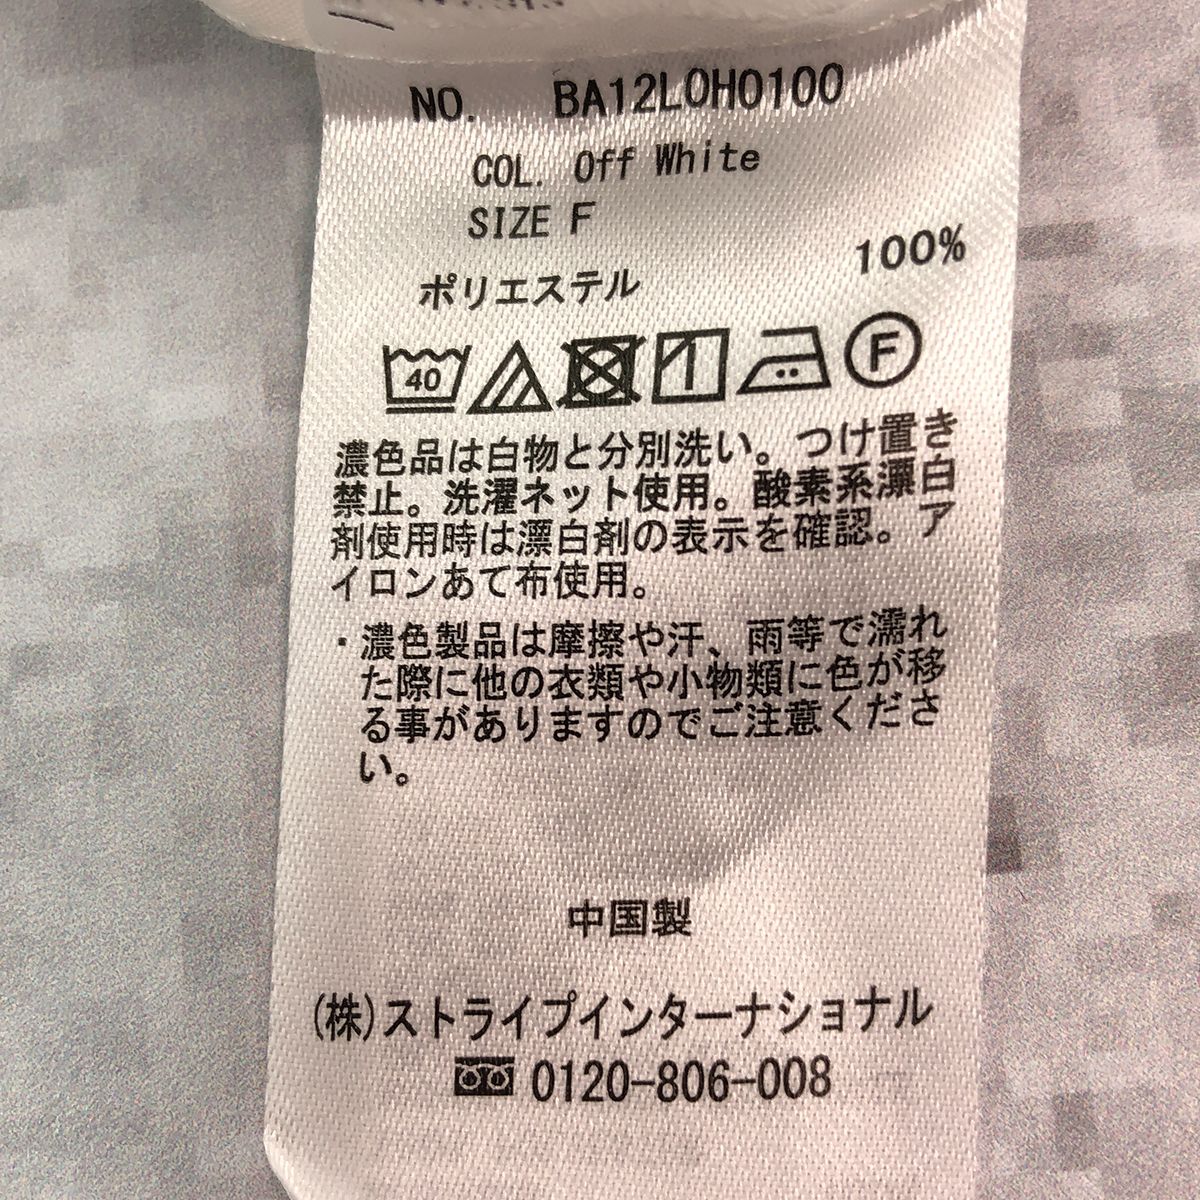 NO. BA12L0H0100
COL. Off White
SIZE F
ポリエステル 100%
40 F
濃色品は白物と分別洗い。つけ置き
禁止。洗濯ネット使用。酸素系漂白
剤使用時は漂白剤の表示を確認。ア
イロンあて布使用。
・濃色製品は摩擦や汗、雨等で濡れ
た際に他の衣類や小物類に色が移
る事がありますのでご注意くださ
い。
中国製
(株)ストライプインターナショナル
0120-806-008